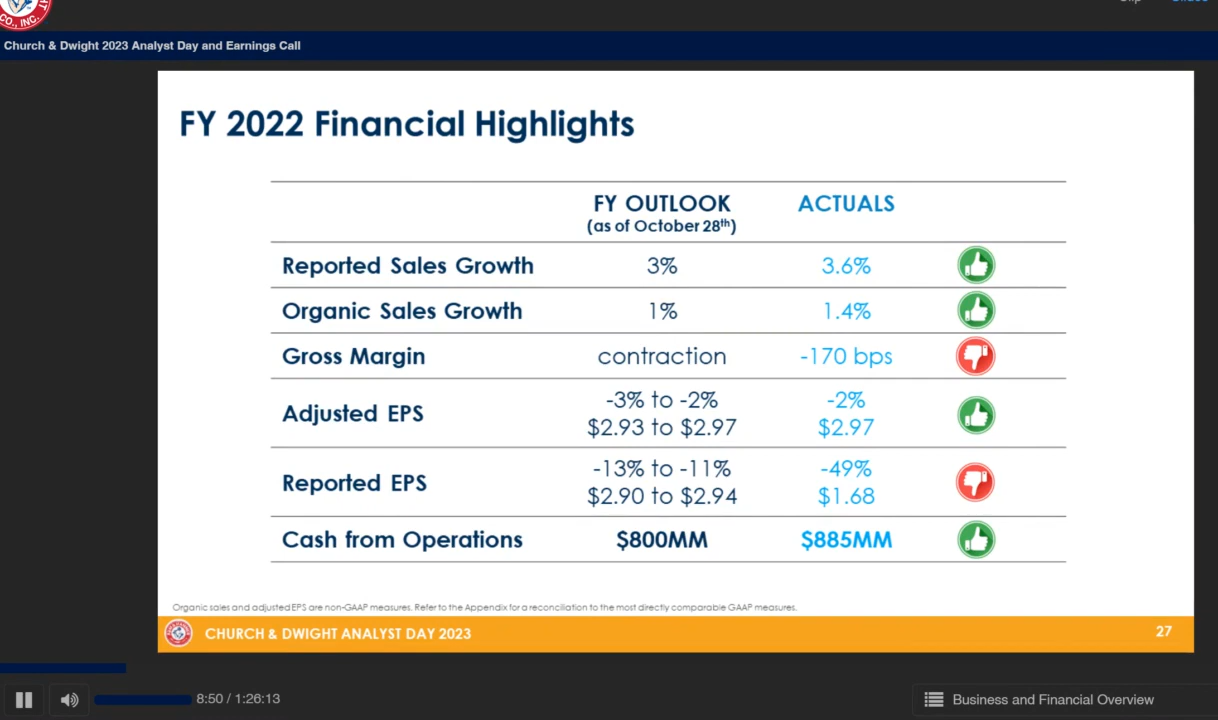 CO., INC.
Church & Dwight 2023 Analyst Day and Earnings Call
FY 2022 Financial Highlights
FY OUTLOOK ACTUALS
(as of October 28th)
Reported Sales Growth 3% 3.6%
Organic Sales Growth 1% 1.4%
Gross Margin contraction -170 bps
-3% to -2% -2%
Adjusted EPS
$2.93 to $2.97 $2.97
-13% to -11% -49%
Reported EPS
$2.90 to $2.94 $1.68
Cash from Operations $800MM $885MM
Organic sales and adjusted EPS are non-GAAP measures. Refer to the Appendix for a reconciliation to the most directly comparable GAAP measures.
CHURCH & DWIGHT ANALYST DAY 2023 27
8:50 / 1:26:13 Business and Financial Overview